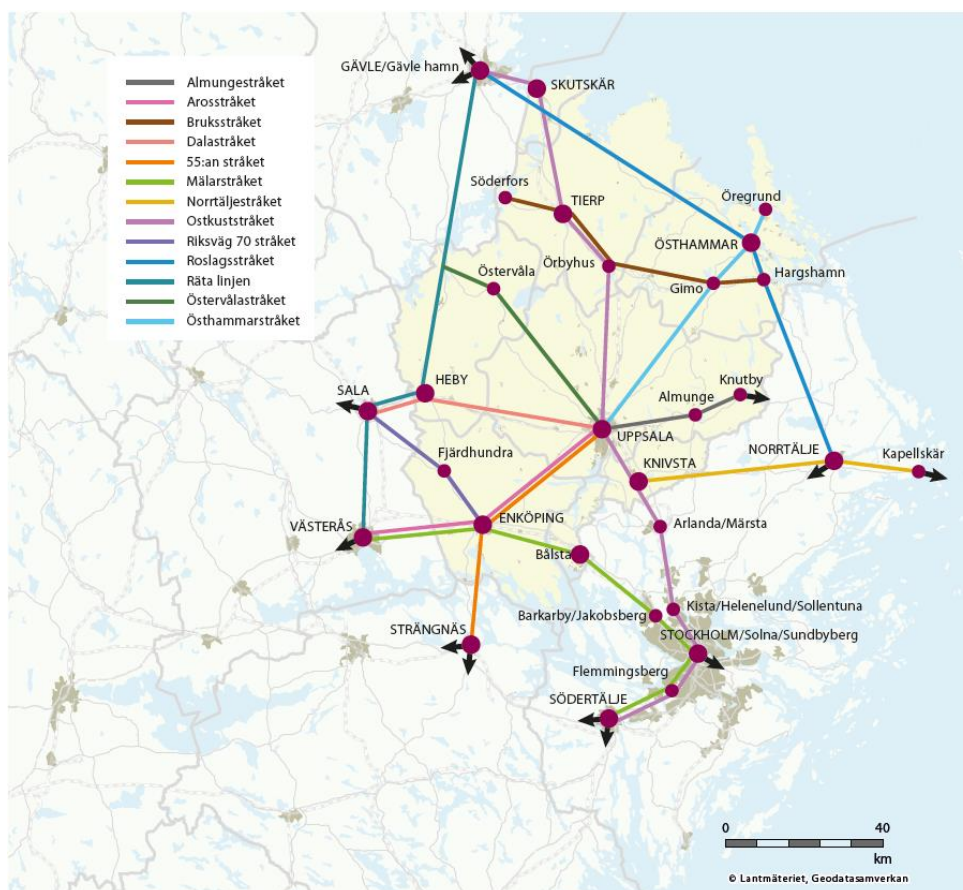 GÄVLE/Gävle hamn
SKUTSKÄR
Almungestråket
Arosstråket
Bruksstråket
Dalastråket
55:an stråket
Mälarstråket
Norrtäljestråket
Ostkuststråket
Riksväg 70 stråket
Roslagsstråket
Räta linjen
Östervålastråket
Östhammarstråket
Söderfors
TIERP
Öregrund
ÖSTHAMMAR
Örbyhus
Östervåla
Gimo
Hargshamn
SALA
HEBY
Knutby
Almunge
UPPSALA
Fjärdhundra
KNIVSTA
NORRTÄLJE
Kapellskär
VÄSTERÅS
ENKÖPING
Arlanda/Märsta
Bålsta
Kista/Helenelund/Sollentuna
Barkarby/Jakobsberg
STRÄNGNÄS
STOCKHOLM/Solna/Sundbyberg
Flemmingsberg
SÖDERTÄLJE
0 40
km
© Lantmäteriet, Geodatasamverkan